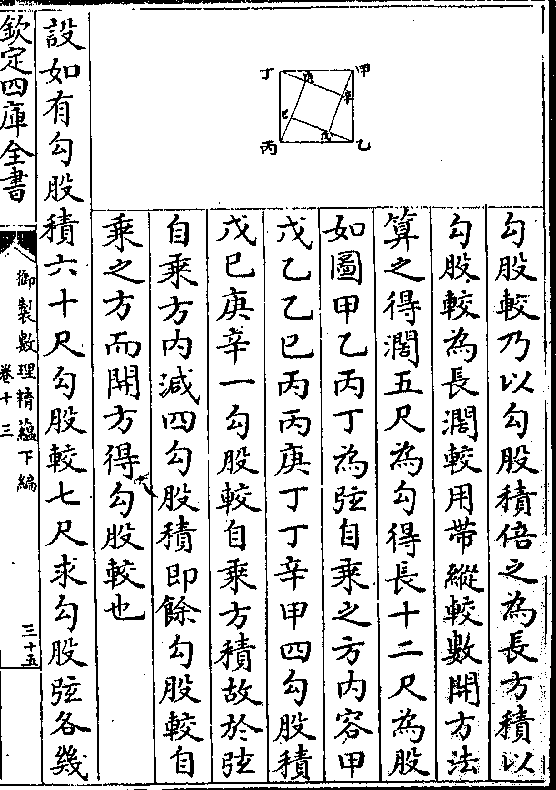 勾股較乃以勾股積倍之為長方積以
勾股較為長濶較用帶縱較數開方法
算之得濶五尺為勾得長十二尺為股
如圖甲乙丙丁為弦自乘之方内容甲
戊乙乙巳丙丙庚丁丁辛甲四勾股積
戊巳庚辛一勾股較自乘方積故於弦
自乘方内減四勾股積即餘勾股較自
乘之方而開方得勾股較也
設如有勾股積六十尺勾股較七尺求勾股弦各幾
丁
甲
庚
辛
巳
戊
丙
乙
欽定四庫全書
御製數理精藴下編
卷十三
三十五